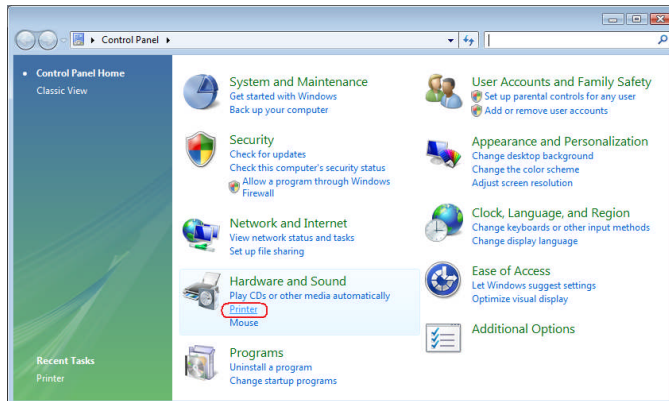 Control Panel
Control Panel Home
Classic View
Recent Tasks
Printer
System and Maintenance
Get started with Windows
Back up your computer
Security
Check for updates
Check this computer's security status
Allow a program through Windows
Firewall
Network and Internet
View network status and tasks
Set up file sharing
Hardware and Sound
Play CDs or other media automatically
Printer
Mouse
Programs
Uninstall a program
Change startup programs
User Accounts and Family Safety
Set up parental controls for any user
Add or remove user accounts
Appearance and Personalization
Change desktop background
Change the color scheme
Adjust screen resolution
Clock, Language, and Region
Change keyboards or other input methods
Change display language
Ease of Access
Let Windows suggest settings
Optimize visual display
Additional Options